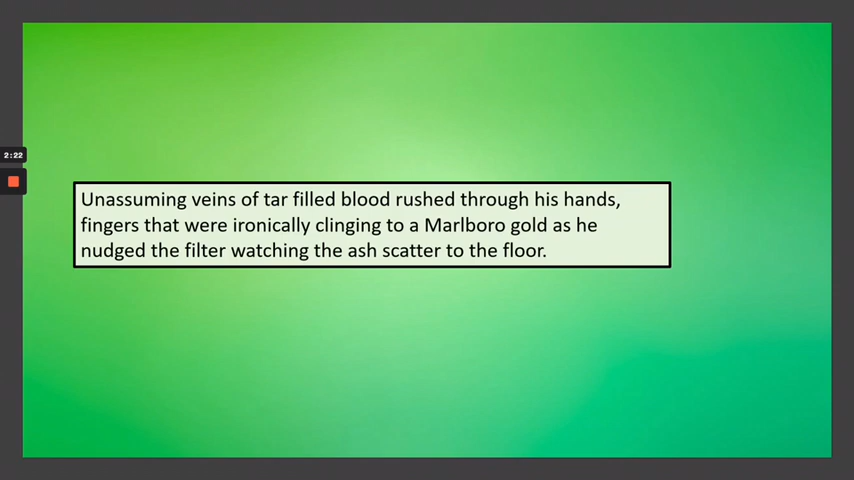 2:22
Unassuming veins of tar filled blood rushed through his hands,
fingers that were ironically clinging to a Marlboro gold as he
nudged the filter watching the ash scatter to the floor.